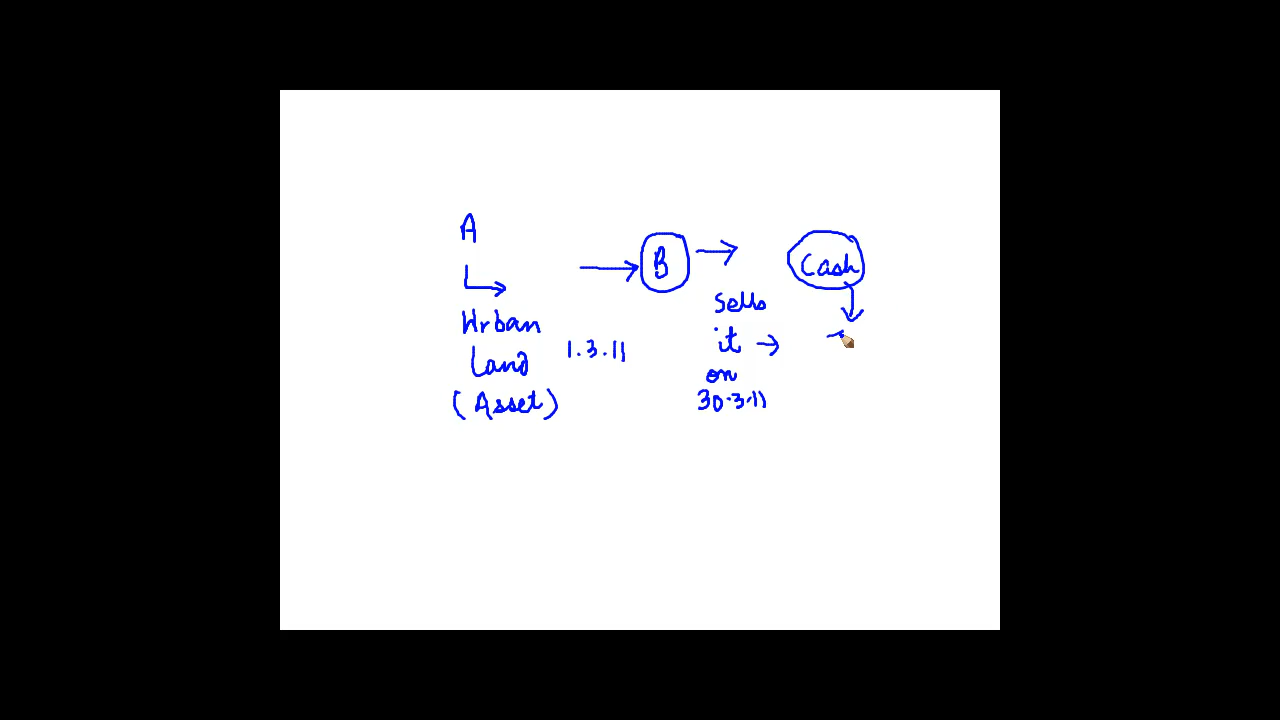 A
B
Cash
Urban
Land
(Asset)
1.3.11
Sells
it
on
30.3.11